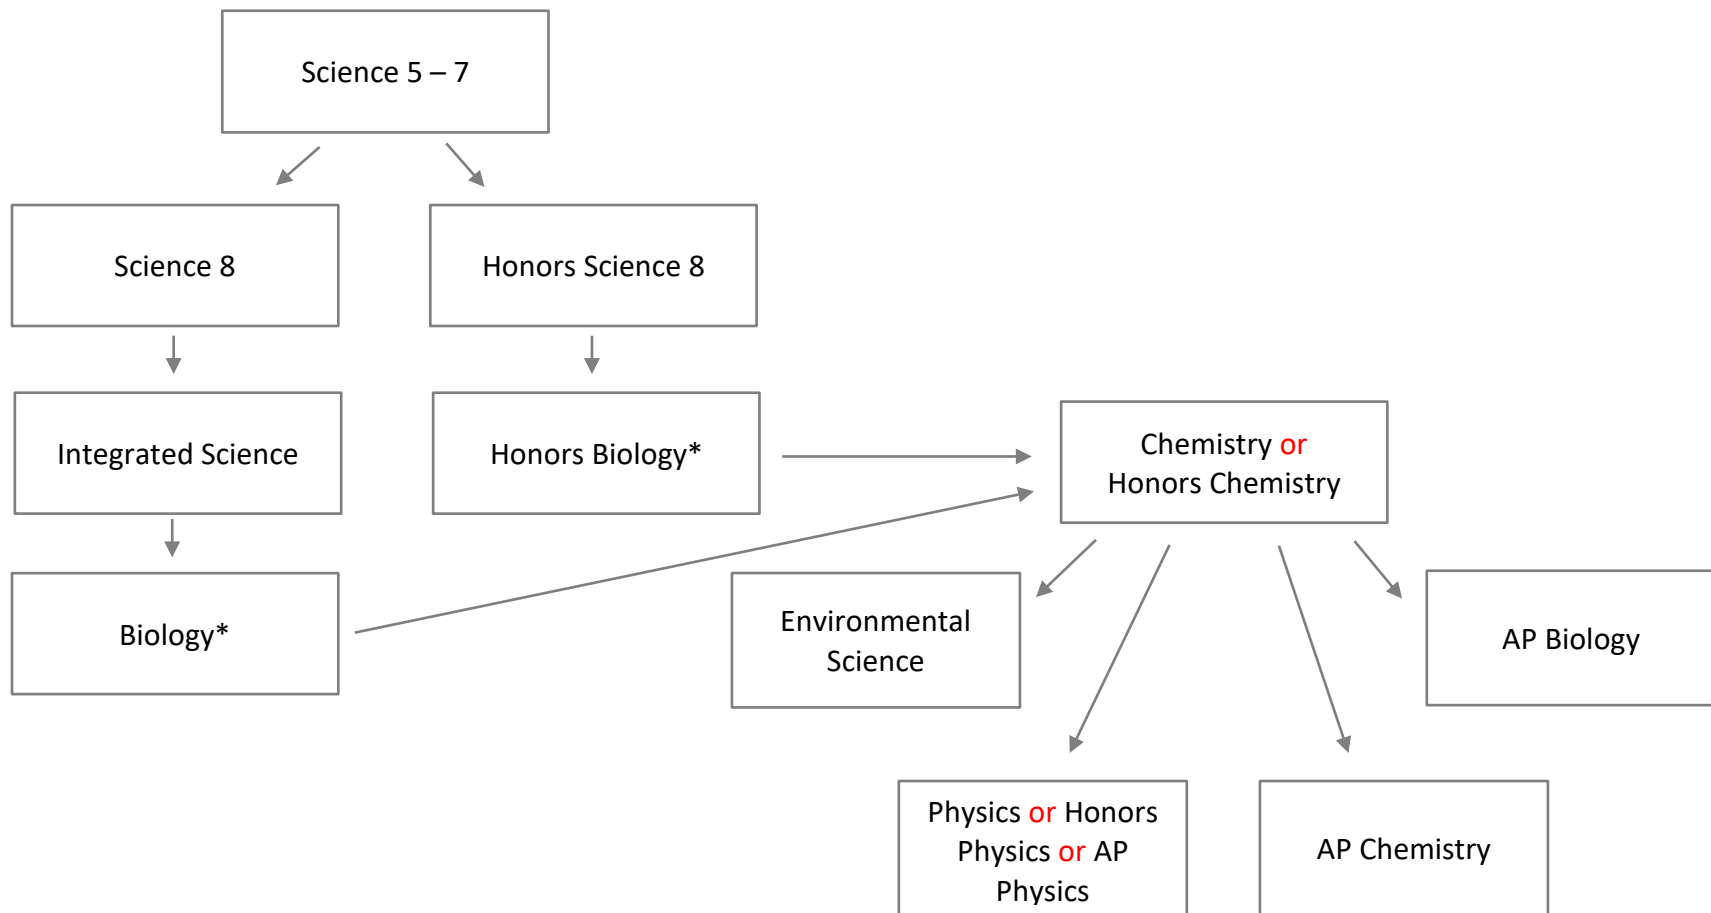 Science 5 – 7
Science 8
Honors Science 8
Integrated Science
Honors Biology*
Chemistry or
Honors Chemistry
Biology*
Environmental
Science
AP Biology
Physics or Honors
Physics or AP
Physics
AP Chemistry